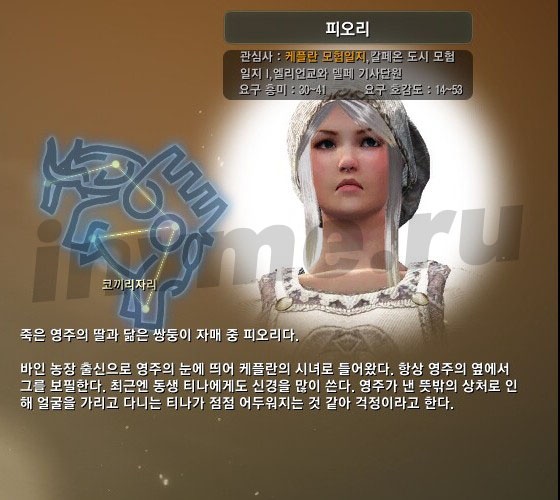 피오리
관심사 : 케플란 모험일지,칼페온 도시 모험
일지 I,엘리언교와 델페 기사단원
요구 흥미 : 30~41 요구 호감도 : 14~53
inkme.ru
코끼리자리
죽은 영주의 딸과 닮은 쌍둥이 자매 중 피오리다.
바인 농장 출신으로 영주의 눈에 띄어 케플란의 시녀로 들어왔다. 항상 영주의 옆에서
그를 보필한다. 최근엔 동생 티나에게도 신경을 많이 쓴다. 영주가 낸 뜻밖의 상처로 인
해 얼굴을 가리고 다니는 티나가 점점 어두워지는 것 같아 걱정이라고 한다.